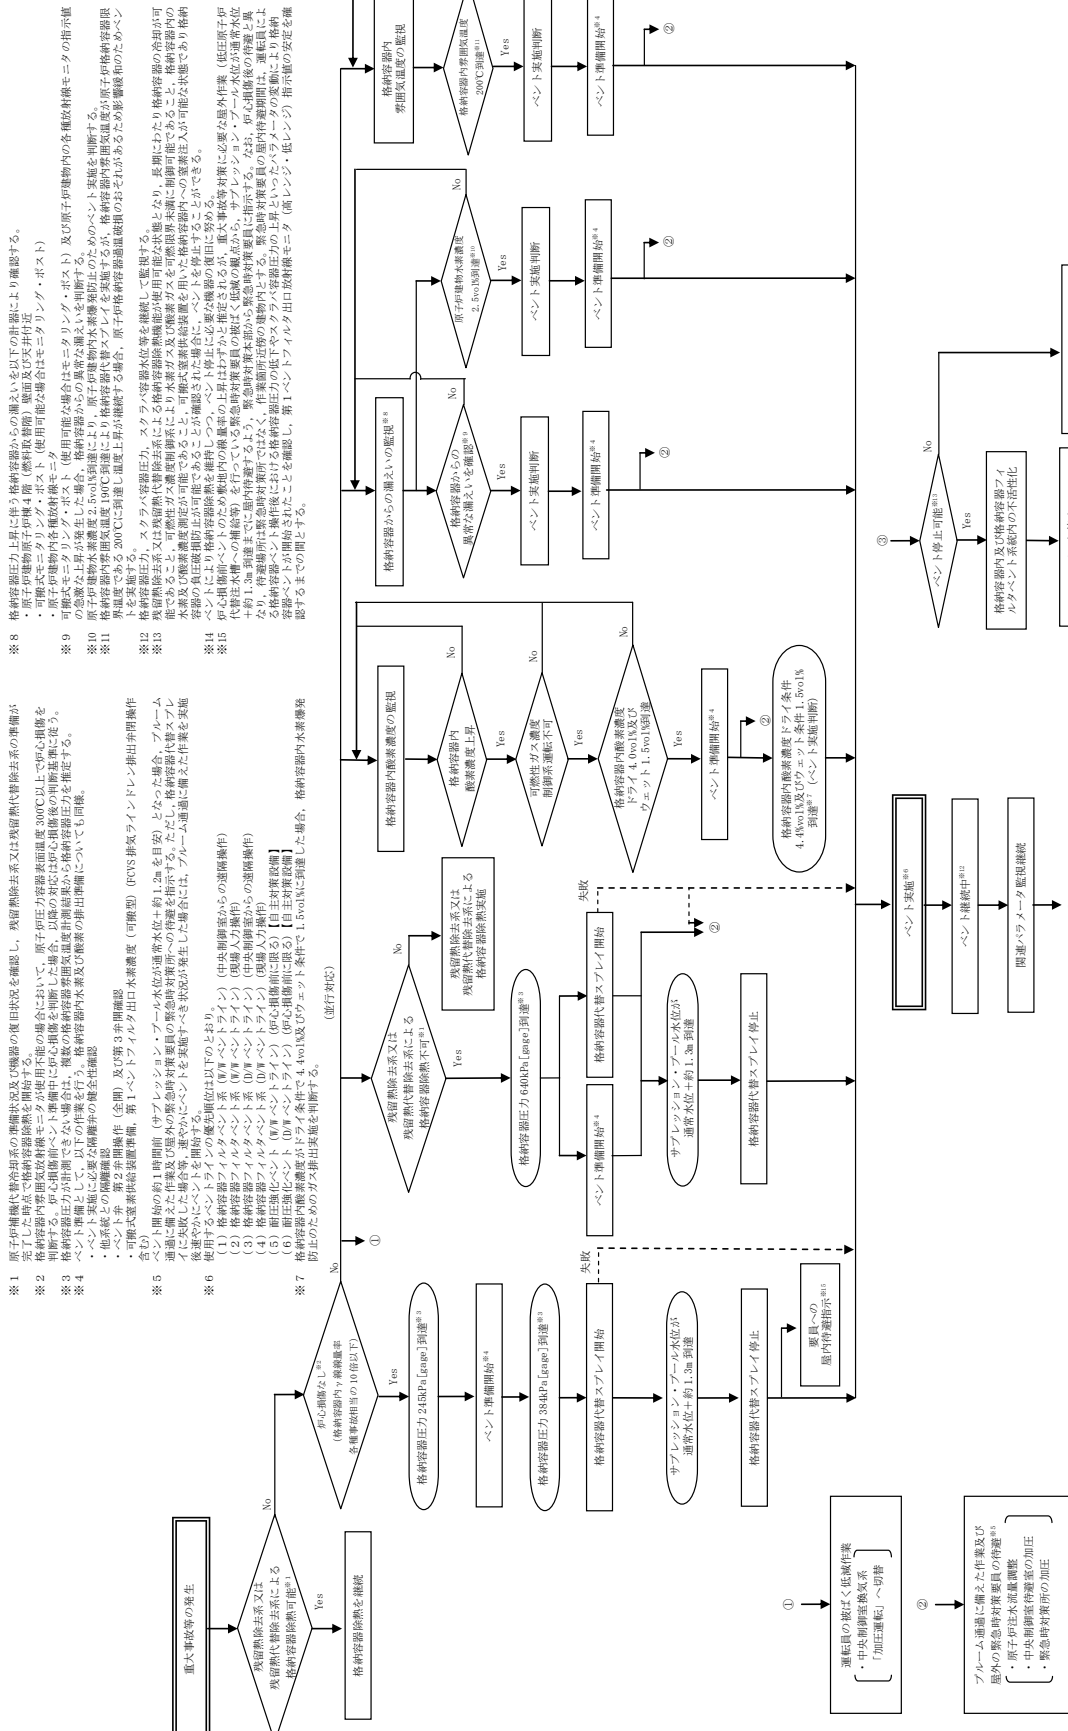 ※1 原子炉補機代替冷却系の準備状況及び機器の復旧状況を確認し，残留熱除去系又は残留熱代替除去系の準備が
完了した時点で格納容器除熱を開始する。
※2 格納容器内雰囲気放射線モニタが使用不能の場合において，原子炉圧力容器表面温度300℃以上で炉心損傷を
判断する。炉心損傷前ベント準備中に炉心損傷を判断した場合，以降の対応は炉心損傷後の判断基準に従う。
※3 格納容器圧力が計測できない場合は，複数の格納容器雰囲気温度計測結果から格納容器圧力を推定する。
※4 ベント準備として，以下の作業を行う。格納容器内水素及び酸素の排出準備についても同様。
・ベント実施に必要な隔離弁の健全性確認
・他系統との隔離確認
・ベント弁 第2弁開操作（全開）及び第3弁開確認
・可搬式窒素供給装置準備，第1ベントフィルタ出口水素濃度（可搬型）（FCVS排気ラインドレン排出弁閉操作
含む）
※5 ベント開始の約1時間前（サプレッション・プール水位が通常水位＋約1.2mを目安）となった場合，プルーム
通過に備えた作業及び屋外の緊急時対策要員の緊急時対策所への待避を指示する。ただし，格納容器代替スプレ
イに失敗した場合等，速やかにベントを実施すべき状況が発生した場合には，プルーム通過に備えた作業を実施
後速やかにベントを開始する。
※6 使用するベントラインの優先順位は以下のとおり。
（1）格納容器フィルタベント系（W/Wベントライン）（中央制御室からの遠隔操作）
（2）格納容器フィルタベント系（W/Wベントライン）（現場人力操作）
（3）格納容器フィルタベント系（D/Wベントライン）（中央制御室からの遠隔操作）
（4）格納容器フィルタベント系（D/Wベントライン）（現場人力操作）
（5）耐圧強化ベント（W/Wベントライン）（炉心損傷前に限る）【自主対策設備】
（6）耐圧強化ベント（D/Wベントライン）（炉心損傷前に限る）【自主対策設備】
※7 格納容器内酸素濃度がドライ条件で4.4vol%及びウェット条件で1.5vol%に到達した場合，格納容器内水素爆発
防止のためのガス排出実施を判断する。
※8 格納容器圧力上昇に伴う格納容器からの漏えいを以下の計器により確認する。
・原子炉建物原子炉棟4階（燃料取替階）壁面及び天井付近
・可搬式モニタリング・ポスト（使用可能な場合はモニタリング・ポスト）
・原子炉建物内各種放射線モニタ
※9 可搬式モニタリング・ポスト（使用可能な場合はモニタリング・ポスト）及び原子炉建物内の各種放射線モニタの指示値
の急激な上昇が発生した場合，格納容器からの異常な漏えいを判断する。
※10 原子炉建物水素濃度2.5vol%到達により，原子炉建物内水素爆発防止のためのベント実施を判断する。
※11 格納容器内雰囲気温度190℃到達により格納容器代替スプレイを実施するが，格納容器内雰囲気温度が原子炉格納容器限
界温度である200℃に到達し温度上昇が継続する場合，原子炉格納容器過温破損のおそれがあるため影響緩和のためベン
トを実施する。
※12 格納容器圧力，スクラバ容器圧力，スクラバ容器水位等を継続して監視する。
※13 残留熱除去系又は残留熱代替除去系による格納容器除熱機能が使用可能な状態となり，長期にわたり格納容器の冷却が可
能であること，可燃性ガス濃度制御系により水素ガス及び酸素ガスを可燃限界未満に制御可能であること，格納容器内の
水素及び酸素濃度測定が可能であること，可搬式窒素供給装置を用いた格納容器内への窒素注入が可能な状態であり格納
容器の負圧破損防止が可能であることが確認された場合に，ベントを停止することができる。
※14 ベントにより格納容器除熱を維持しつつ，ベント停止に必要な機器の復旧に努める。
※15 炉心損傷前ベントのため敷地内の線量率の上昇はわずかと推定されるが，重大事故等対策に必要な屋外作業（低圧原子炉
代替注水槽への補給等）を行っている緊急時対策要員の被ばく低減の観点から，サプレッション・プール水位が通常水位
＋約1.3m到達までに屋内待避するよう，緊急時対策本部から緊急時対策要員に指示する。なお，炉心損傷後の待避と異
なり，待避場所は緊急時対策所ではなく，作業箇所近傍の建物内とする。緊急時対策要員の屋内待避期間は，運転員によ
る格納容器ベント操作後における格納容器圧力の低下やスクラバ容器圧力の上昇といったパラメータの変動により格納
容器ベントが開始されたことを確認し，第1ベントフィルタ出口放射線モニタ（高レンジ・低レンジ）指示値の安定を確
認するまでの間とする。
重大事故等の発生
残留熱除去系又は
残留熱代替除去系による
格納容器除熱可能※1
Yes
No
格納容器除熱を継続
炉心損傷なし※2
（格納容器内γ線線量率
各種事故相当の10倍以下）
Yes
No
①
（並行対応）
格納容器圧力245kPa[gage]到達※3
ベント準備開始※4
格納容器圧力384kPa[gage]到達※3
格納容器代替スプレイ開始
失敗
サプレッション・プール水位が
通常水位＋約1.3m到達
格納容器代替スプレイ停止
要員への
屋内待避指示※15
残留熱除去系又は
残留熱代替除去系による
格納容器除熱不可※1
No
Yes
残留熱除去系又は
残留熱代替除去系による
格納容器除熱実施
格納容器圧力640kPa[gage]到達※3
ベント準備開始※4
格納容器代替スプレイ開始
失敗
②
サプレッション・プール水位が
通常水位＋約1.3m到達
格納容器代替スプレイ停止
格納容器内酸素濃度の監視
格納容器内
酸素濃度上昇
No
Yes
可燃性ガス濃度
制御系運転不可
No
Yes
格納容器内酸素濃度
ドライ4.0vol%及び
ウェット1.5vol%到達
No
Yes
ベント準備開始※4
②
格納容器内酸素濃度ドライ条件
4.4%vol%及びウェット条件1.5vol%
到達※7（ベント実施判断）
格納容器からの漏えいの監視※8
格納容器からの
異常な漏えいを確認※9
No
Yes
ベント実施判断
ベント準備開始※4
②
原子炉建物水素濃度
2.5vol%到達※10
No
Yes
ベント実施判断
ベント準備開始※4
②
格納容器内
雰囲気温度の監視
格納容器内雰囲気温度
200℃到達※11
Yes
ベント実施判断
ベント準備開始※4
②
ベント実施※6
ベント継続中※12
関連パラメータ監視継続
③
ベント停止可能※13
No
Yes
格納容器内及び格納容器フィ
ルタベント系統内の不活性化
①
運転員の被ばく低減作業
・中央制御室換気系
「加圧運転」へ切替
②
プルーム通過に備えた作業及び
屋外の緊急時対策要員の待避※5
・原子炉注水流量調整
・中央制御室待避室の加圧
・緊急時対策所の加圧